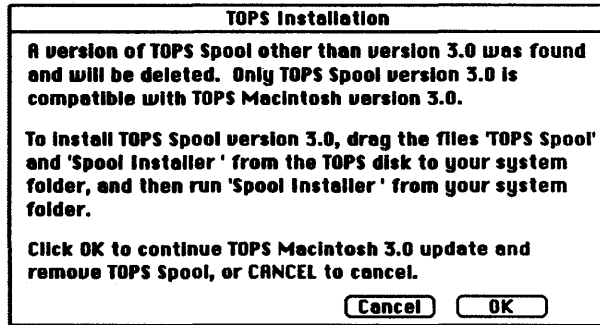 TOPS Installation
A version of TOPS Spool other than version 3.0 was found
and will be deleted.  Only TOPS Spool version 3.0 is
compatible with TOPS Macintosh version 3.0.
To install TOPS Spool version 3.0, drag the files 'TOPS Spool'
and 'Spool Installer ' from the TOPS disk to your system
folder, and then run 'Spool Installer ' from your system
folder.
Click OK to continue TOPS Macintosh 3.0 update and
remove TOPS Spool, or CANCEL to cancel.
Cancel OK